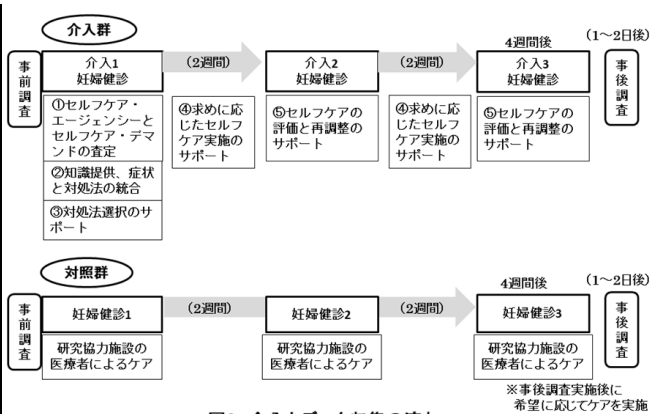 介入群
4週間後
(1～2日後)
事前調査
介入1
妊婦健診
(2週間)
介入2
妊婦健診
(2週間)
介入3
妊婦健診
事後調査
①セルフケア・
エージェンシーと
セルフケア・デマ
ンドの査定
②知識提供、症状
と対処法の統合
③対処法選択のサ
ポート
④求めに応
じたセルフ
ケア実施の
サポート
⑤セルフケアの
評価と再調整の
サポート
④求めに応
じたセルフ
ケア実施の
サポート
⑤セルフケアの
評価と再調整の
サポート
対照群
4週間後
(1～2日後)
事前調査
妊婦健診1
(2週間)
妊婦健診2
(2週間)
妊婦健診3
事後調査
研究協力施設の
医療者によるケア
研究協力施設の
医療者によるケア
研究協力施設の
医療者によるケア
※事後調査実施後に
希望に応じてケアを実施